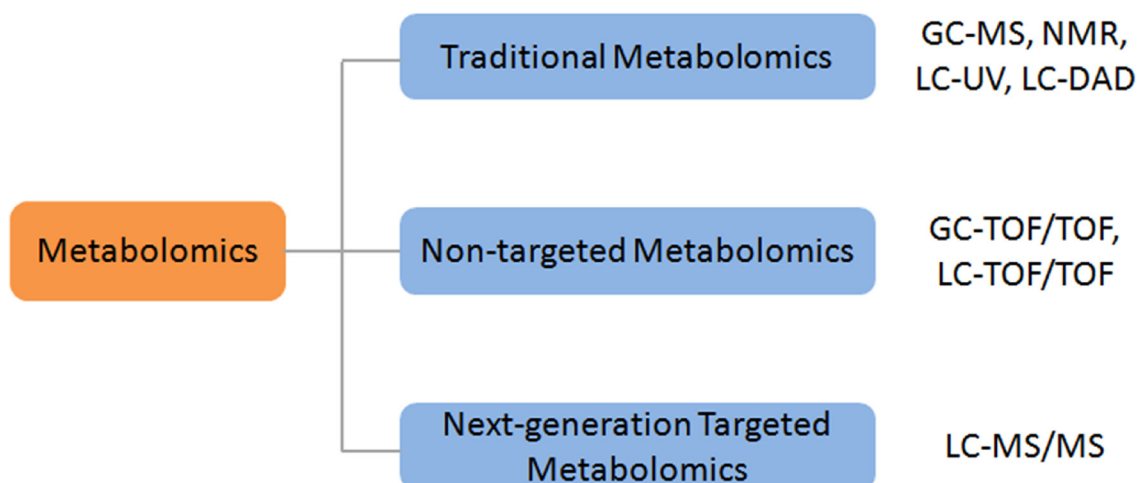 Metabolomics
Traditional Metabolomics
GC-MS, NMR,
LC-UV, LC-DAD
Non-targeted Metabolomics
GC-TOF/TOF,
LC-TOF/TOF
Next-generation Targeted
Metabolomics
LC-MS/MS